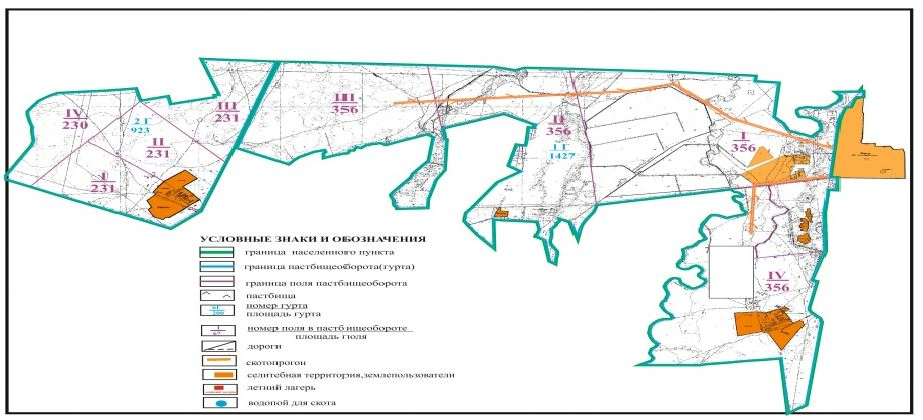 IV
230
2 Г
923
III
231
II
231
I
231
III
356
II
356
1 Г
1427
I
356
IV
356
УСЛОВНЫЕ ЗНАКИ И ОБОЗНАЧЕНИЯ
граница населенного пункта
граница пастбищеоборота(гурта)
граница поля пастбищеоборота
пастбища
номер гурта
площадь гурта
номер поля в пастбищеобороте
площадь поля
дороги
скотопрогон
селитебная территория,землепользователи
летний лагерь
водопой для скота